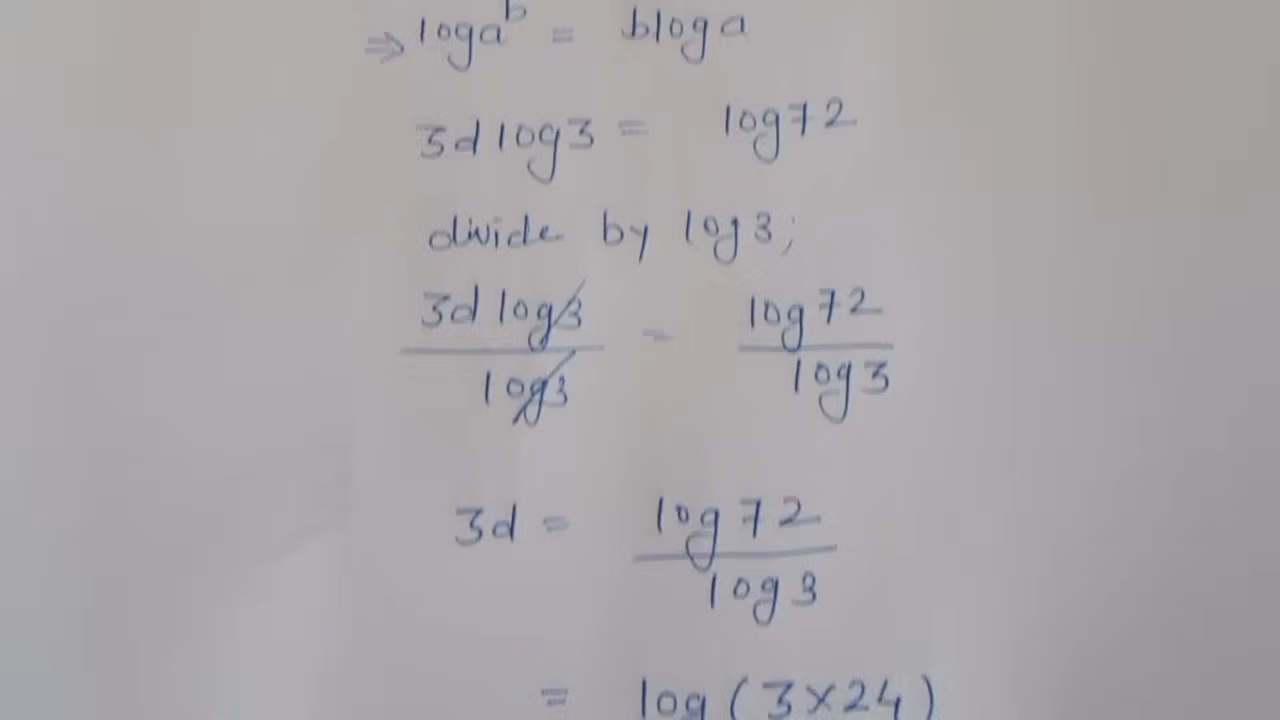 ⇒ log aᵇ = b log a
3d log 3 = log 72
divide by log 3;
3d log 3 / log 3 = log 72 / log 3
3d = log 72 / log 3
= log (3 × 24)